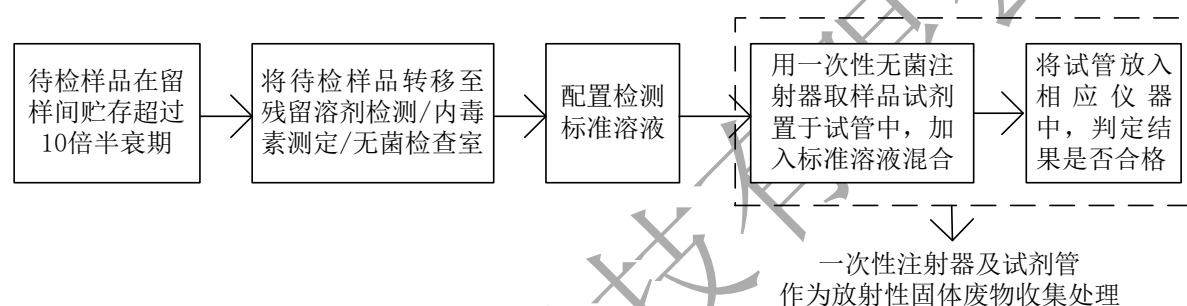 待检样品在留
样间贮存超过
10倍半衰期
将待检样品转移至
残留溶剂检测/内毒
素测定/无菌检查室
配置检测
标准溶液
用一次性无菌注
射器取样品试剂
置于试管中，加
入标准溶液混合
将试管放入
相应仪器
中，判定结
果是否合格
一次性注射器及试剂管
作为放射性固体废物收集处理
技有